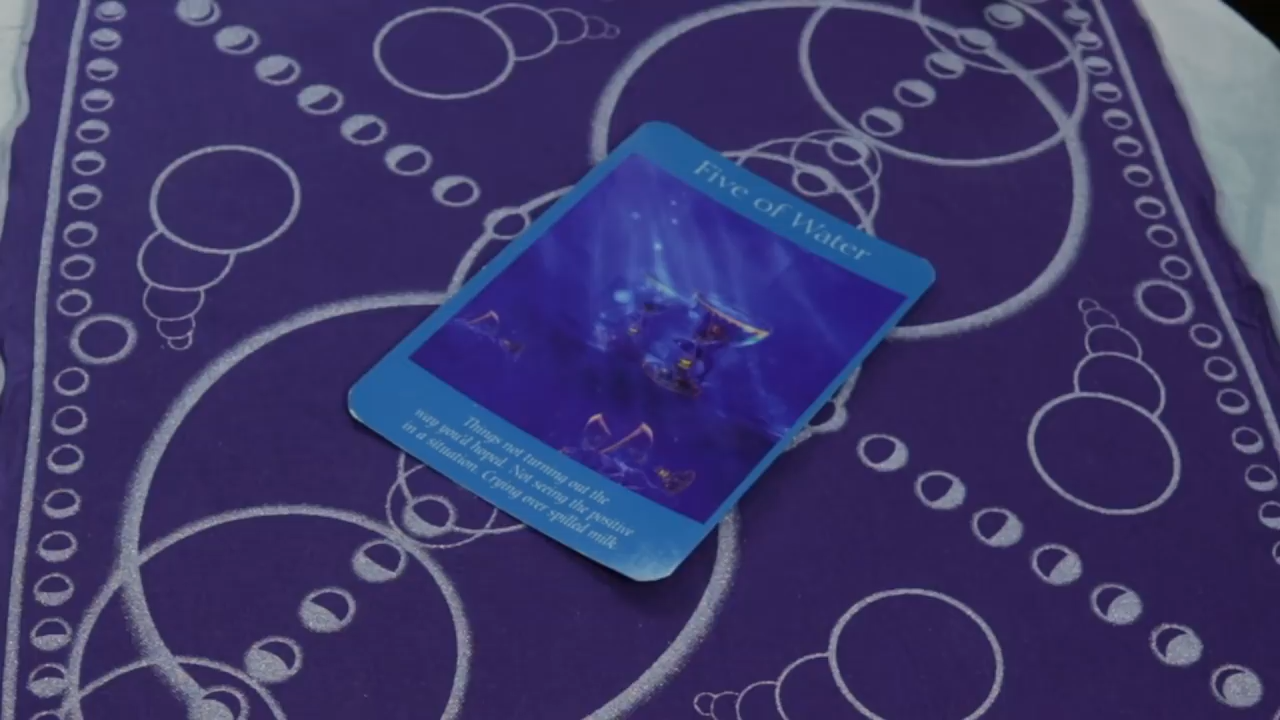 Five of Water
Things not turning out the
way you'd hoped. Not seeing the positive
in a situation. Crying over spilled milk.